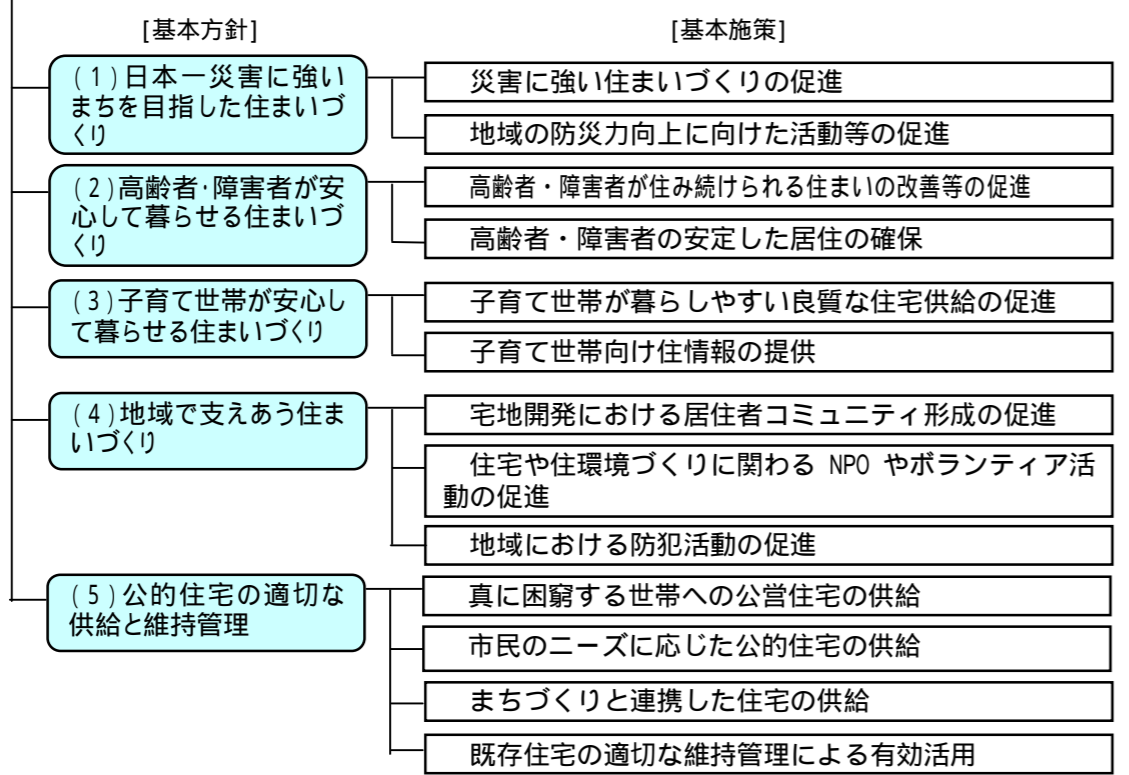 [基本方針] [基本施策]
(1)日本一災害に強い
まちを目指した住まいづ
くり
災害に強い住まいづくりの促進
地域の防災力向上に向けた活動等の促進
(2)高齢者・障害者が安
心して暮らせる住まいづ
くり
高齢者・障害者が住み続けられる住まいの改善等の促進
高齢者・障害者の安定した居住の確保
(3)子育て世帯が安心し
て暮らせる住まいづくり
子育て世帯が暮らしやすい良質な住宅供給の促進
子育て世帯向け住情報の提供
(4)地域で支えあう住ま
いづくり
宅地開発における居住者コミュニティ形成の促進
住宅や住環境づくりに関わる NPO やボランティア活
動の促進
地域における防犯活動の促進
(5)公的住宅の適切な
供給と維持管理
真に困窮する世帯への公営住宅の供給
市民のニーズに応じた公的住宅の供給
まちづくりと連携した住宅の供給
既存住宅の適切な維持管理による有効活用